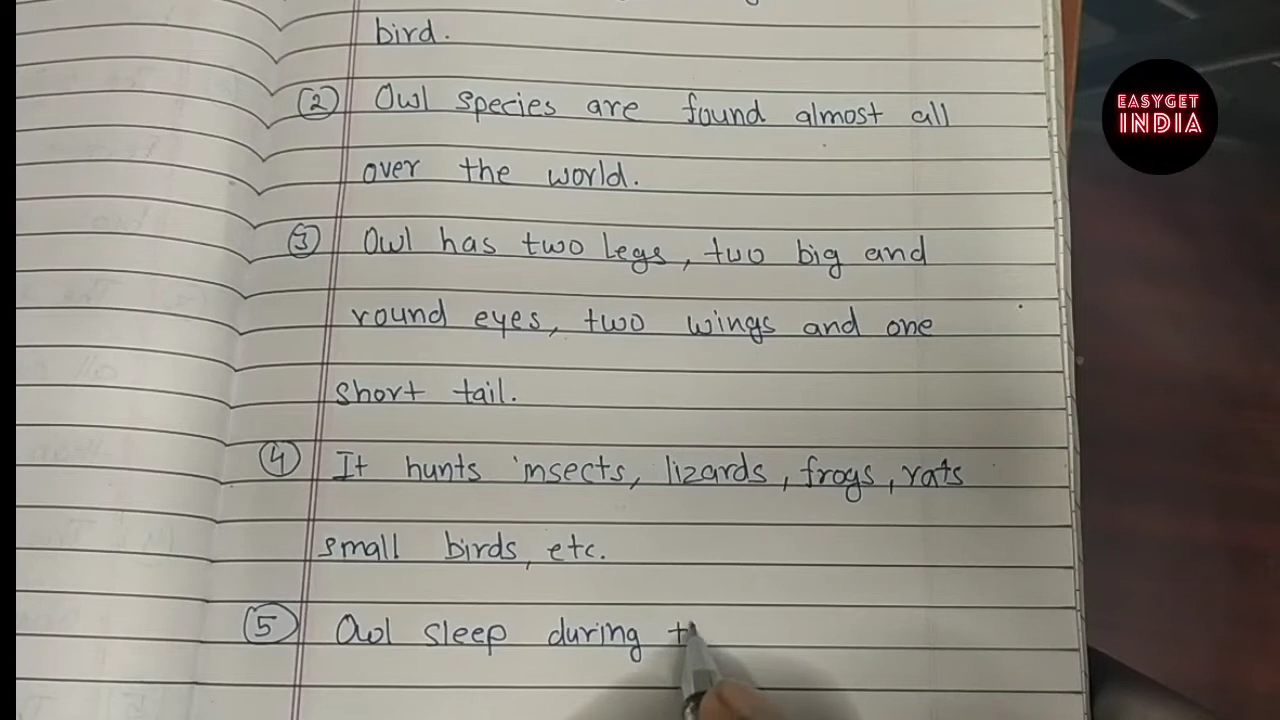 bird.
② Owl species are found almost all
over the world.
③ Owl has two legs, two big and
round eyes, two wings and one
short tail.
④ It hunts insects, lizards, frogs, rats
small birds, etc.
⑤ Owl sleep during t
EASYGET
INDIA